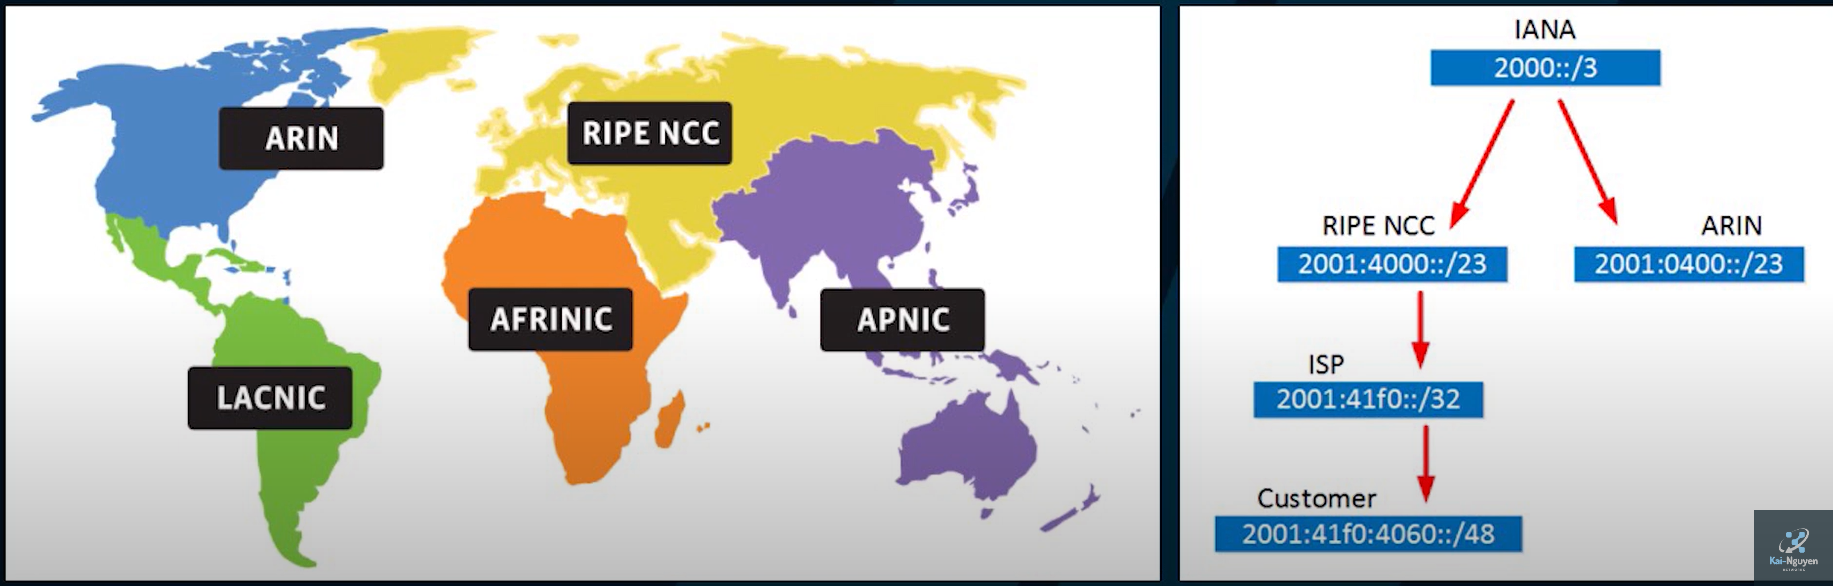 ARIN
RIPE NCC
AFRINIC
APNIC
LACNIC
IANA
2000::/3
RIPE NCC
2001:4000::/23
ARIN
2001:0400::/23
ISP
2001:41f0::/32
Customer
2001:41f0:4060::/48
Kai-Nguyen